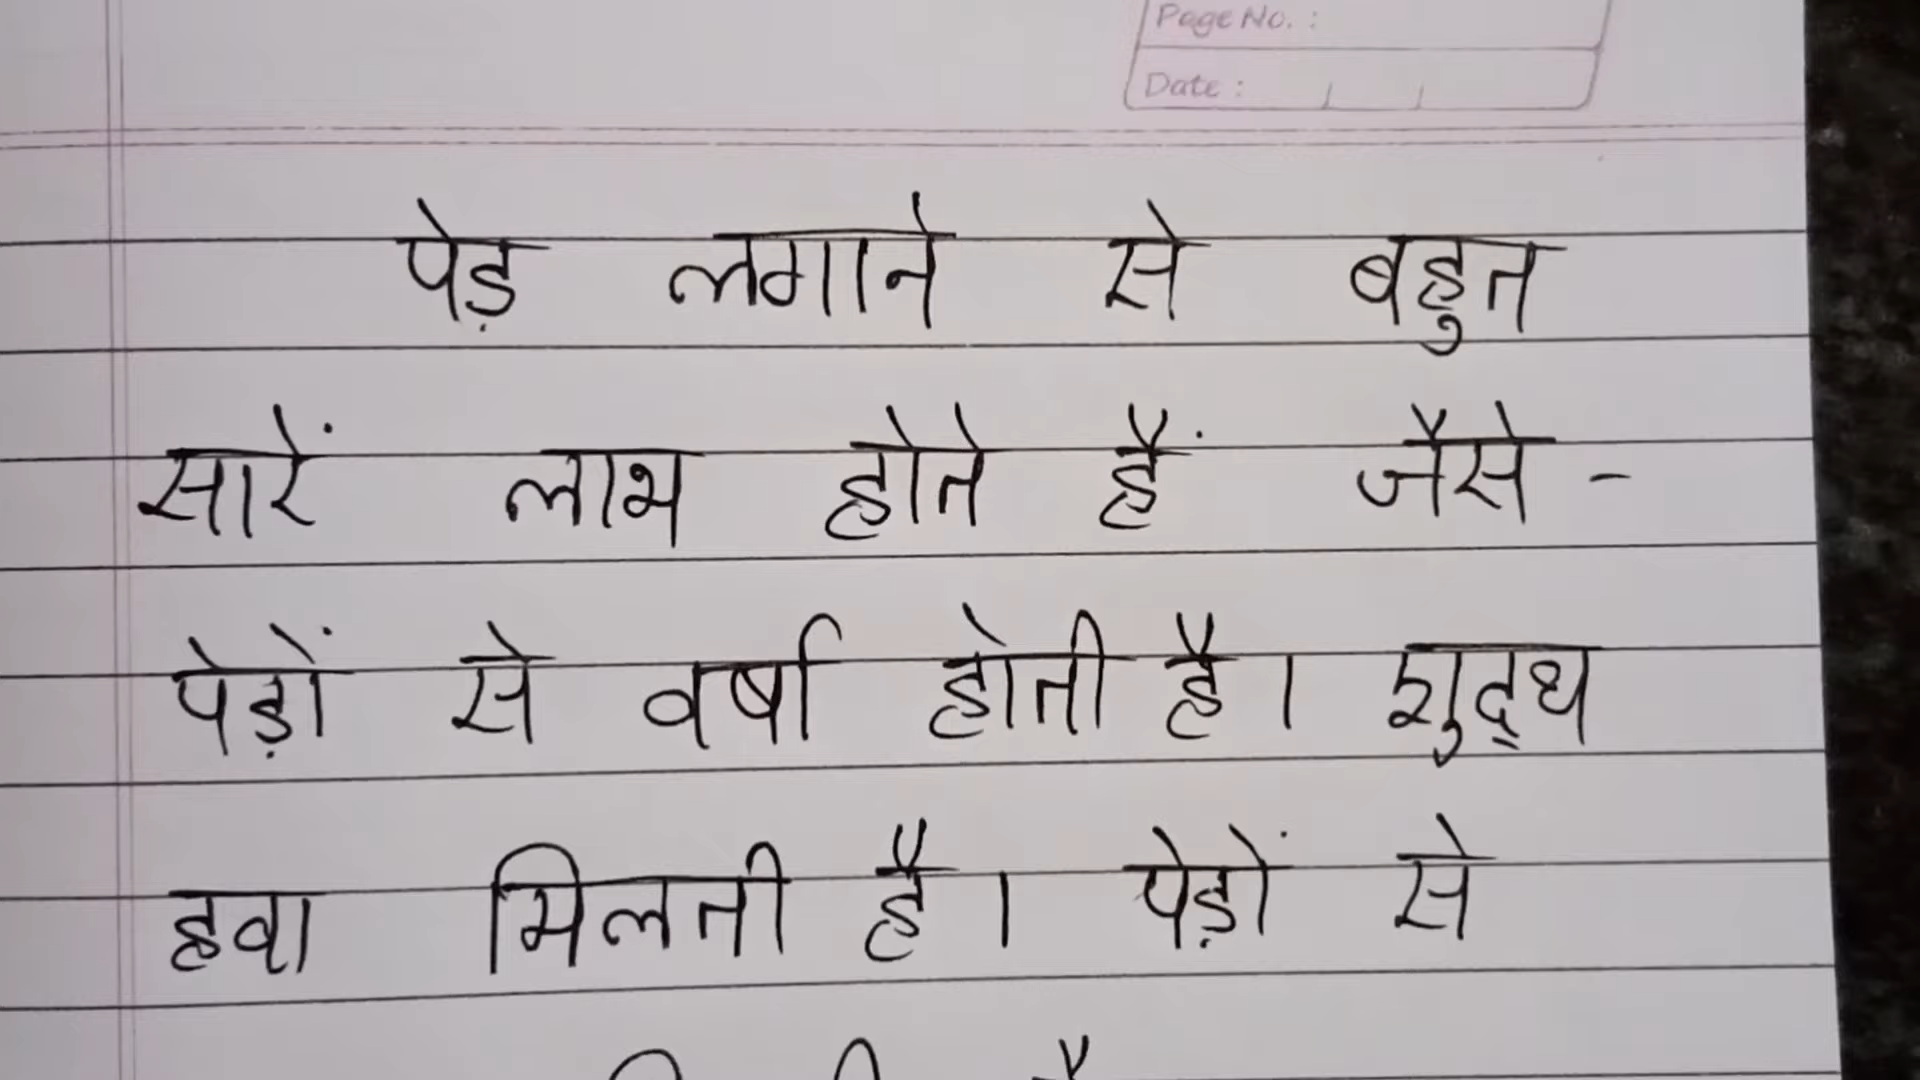 Page No. :
Date :
पेड़ लगाने से बहुत
सारें लाभ होते हैं जैसे -
पेड़ों से वर्षा होती है। शुद्ध
हवा मिलती है। पेड़ों से